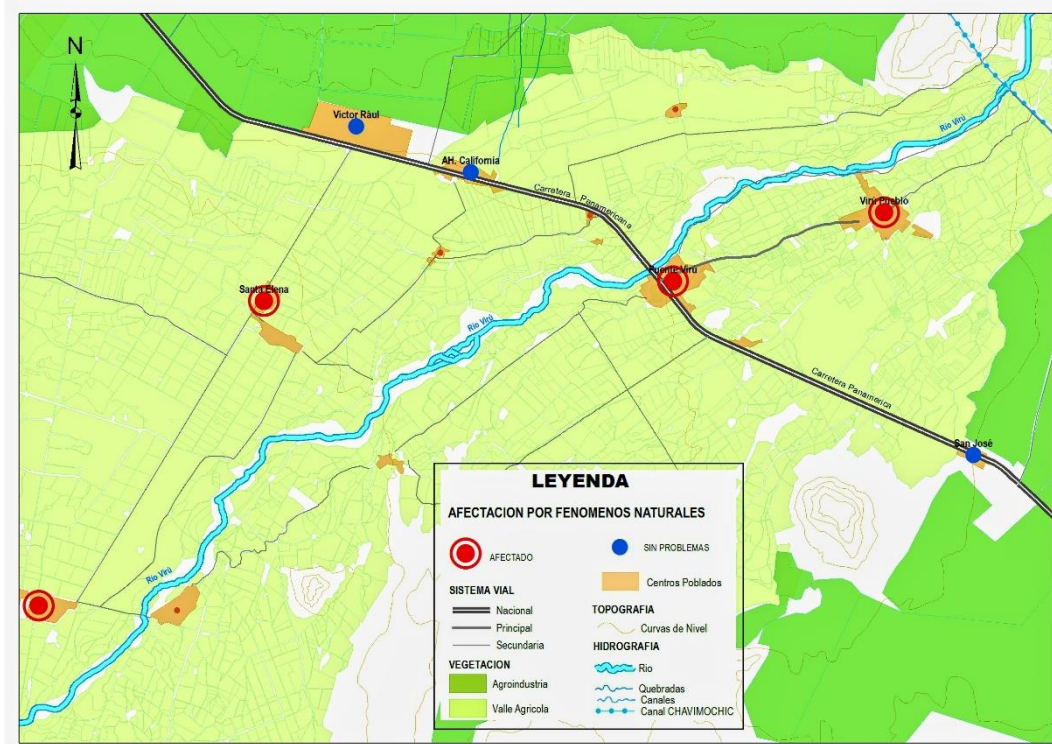 N
Victor Ràul
AH. California
Carretera Panamericana
Rio Virú
Virú Pueblo
Puente Virú
Santa Elena
Rio Virú
Carretera Panamerica
San José
Rio Virú
LEYENDA
AFECTACION POR FENOMENOS NATURALES
AFECTADO
SIN PROBLEMAS
Centros Poblados
SISTEMA VIAL
Nacional
Principal
Secundaria
TOPOGRAFIA
Curvas de Nivel
HIDROGRAFIA
Rio
Quebradas
Canales
Canal CHAVIMOCHIC
VEGETACION
Agroindustria
Valle Agricola